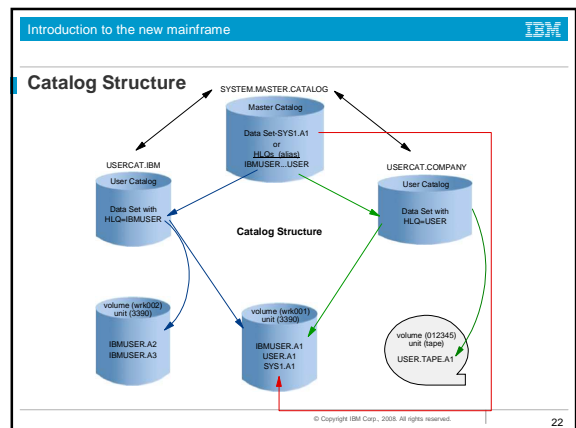 Introduction to the new mainframe
IBM
Catalog Structure
SYSTEM.MASTER.CATALOG
Master Catalog
Data Set-SYS1.A1
or
HLQs (alias)
IBMUSER...USER
USERCAT.IBM
User Catalog
Data Set with
HLQ=IBMUSER
USERCAT.COMPANY
User Catalog
Data Set with
HLQ=USER
Catalog Structure
volume (wrk002)
unit (3390)
IBMUSER.A2
IBMUSER.A3
volume (wrk001)
unit (3390)
IBMUSER.A1
USER.A1
SYS1.A1
volume (012345)
unit (tape)
USER.TAPE.A1
© Copyright IBM Corp., 2008. All rights reserved.
22